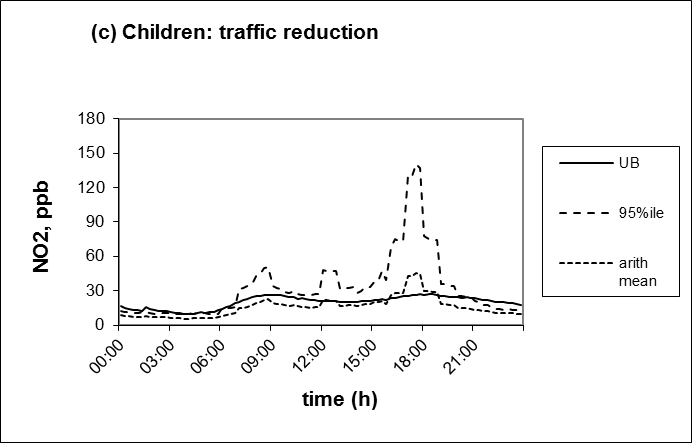 (c) Children: traffic reduction
180
150
120
90
60
30
0
NO2, ppb
00:00
03:00
06:00
09:00
12:00
15:00
18:00
21:00
time (h)
UB
95%ile
arith
mean